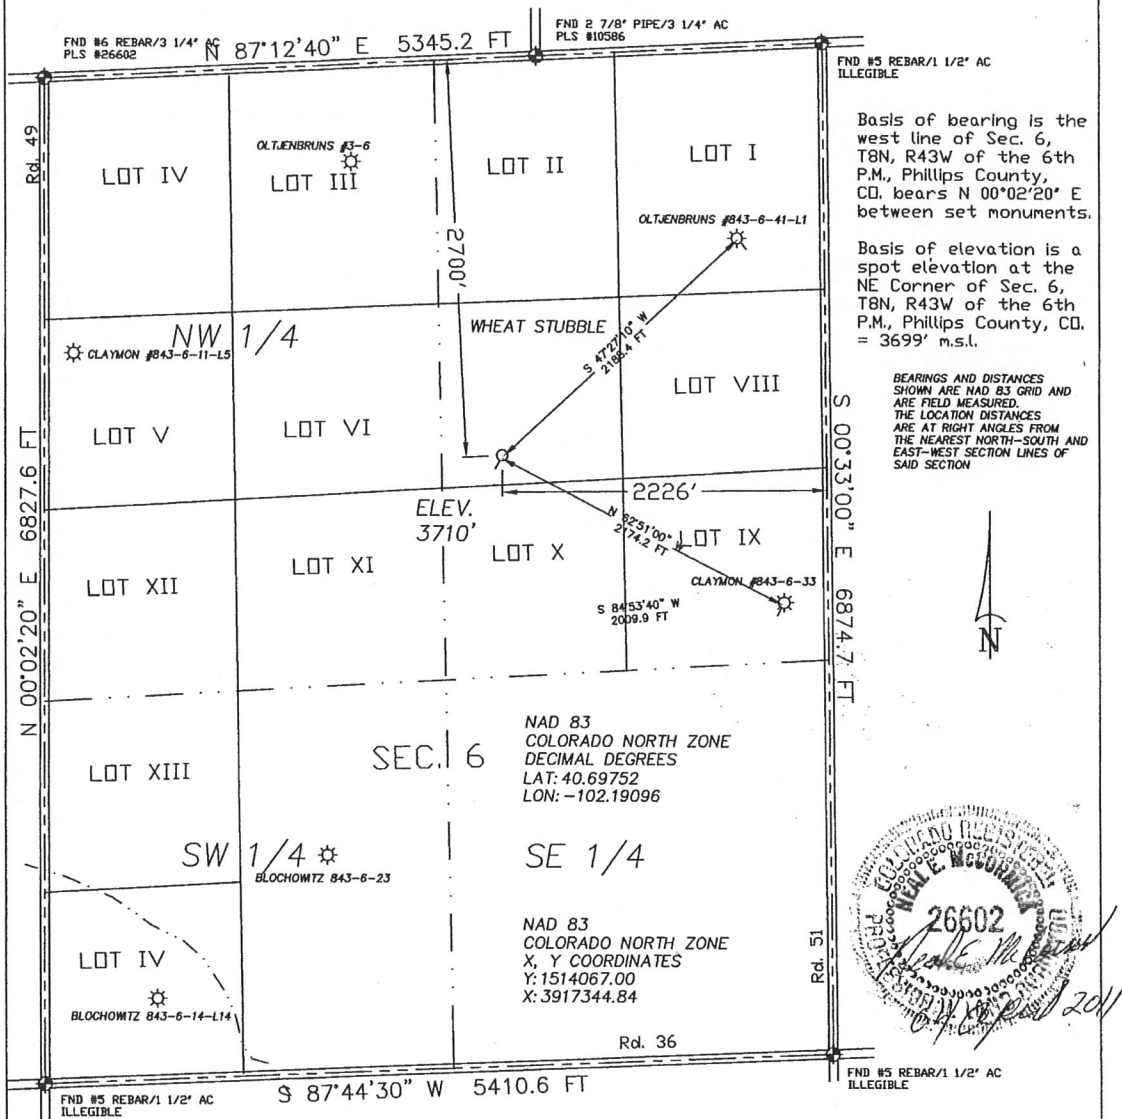 FND #6 REBAR/3 1/4" AC
PLS #26602
N 87°12'40" E 5345.2 FT
FND 2 7/8" PIPE/3 1/4" AC
PLS #10586
FND #5 REBAR/1 1/2" AC
ILLEGIBLE
Rd. 49
LOT IV
OLTJENBRUNS #3-6
LOT III
LOT II
LOT I
OLTJENBRUNS #843-6-41-L1
2700'
Basis of bearing is the
west line of Sec. 6,
T8N, R43W of the 6th
P.M., Phillips County,
CO. bears N 00°02'20" E
between set monuments.
Basis of elevation is a
spot elevation at the
NE Corner of Sec. 6,
T8N, R43W of the 6th
P.M., Phillips County, CO.
= 3699' m.s.l.
BEARINGS AND DISTANCES
SHOWN ARE NAD 83 GRID AND
ARE FIELD MEASURED.
THE LOCATION DISTANCES
ARE AT RIGHT ANGLES FROM
THE NEAREST NORTH-SOUTH AND
EAST-WEST SECTION LINES OF
SAID SECTION
NW 1/4
CLAYMON #843-6-11-L5
WHEAT STUBBLE
S 47°27'10" W
2188.4 FT
LOT V
LOT VI
LOT VIII
N 00°02'20" E 6827.6 FT
S 00°33'00" E 6874.7 FT
ELEV.
3710'
2226'
N 62°51'00" W
2174.2 FT
LOT XII
LOT XI
LOT X
LOT IX
CLAYMON #843-6-33
S 84°53'40" W
2009.9 FT
N
LOT XIII
SEC. 6
NAD 83
COLORADO NORTH ZONE
DECIMAL DEGREES
LAT: 40.69752
LON: -102.19096
SW 1/4
BLOCHOWITZ 843-6-23
SE 1/4
NAD 83
COLORADO NORTH ZONE
X, Y COORDINATES
Y: 1514067.00
X: 3917344.84
LOT IV
BLOCHOWITZ 843-6-14-L14
Rd. 51
Rd. 36
COLORADO REGISTERED
NEAL E. McCORMICK
26602
2011
S 87°44'30" W 5410.6 FT
FND #5 REBAR/1 1/2" AC
ILLEGIBLE
FND #5 REBAR/1 1/2" AC
ILLEGIBLE